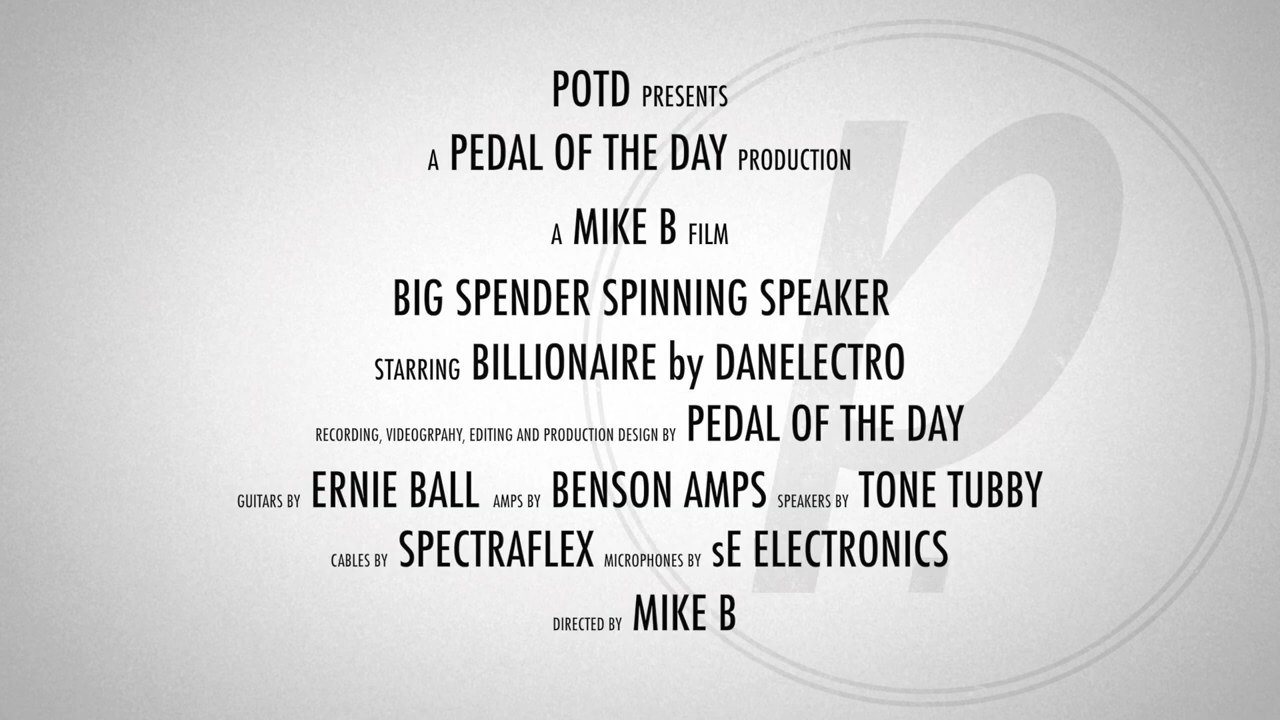 POTD PRESENTS
A PEDAL OF THE DAY PRODUCTION
A MIKE B FILM
BIG SPENDER SPINNING SPEAKER
STARRING BILLIONAIRE by DANELECTRO
RECORDING, VIDEOGRPAHY, EDITING AND PRODUCTION DESIGN BY PEDAL OF THE DAY
GUITARS BY ERNIE BALL AMPS BY BENSON AMPS SPEAKERS BY TONE TUBBY
CABLES BY SPECTRAFLEX MICROPHONES BY sE ELECTRONICS
DIRECTED BY MIKE B
p